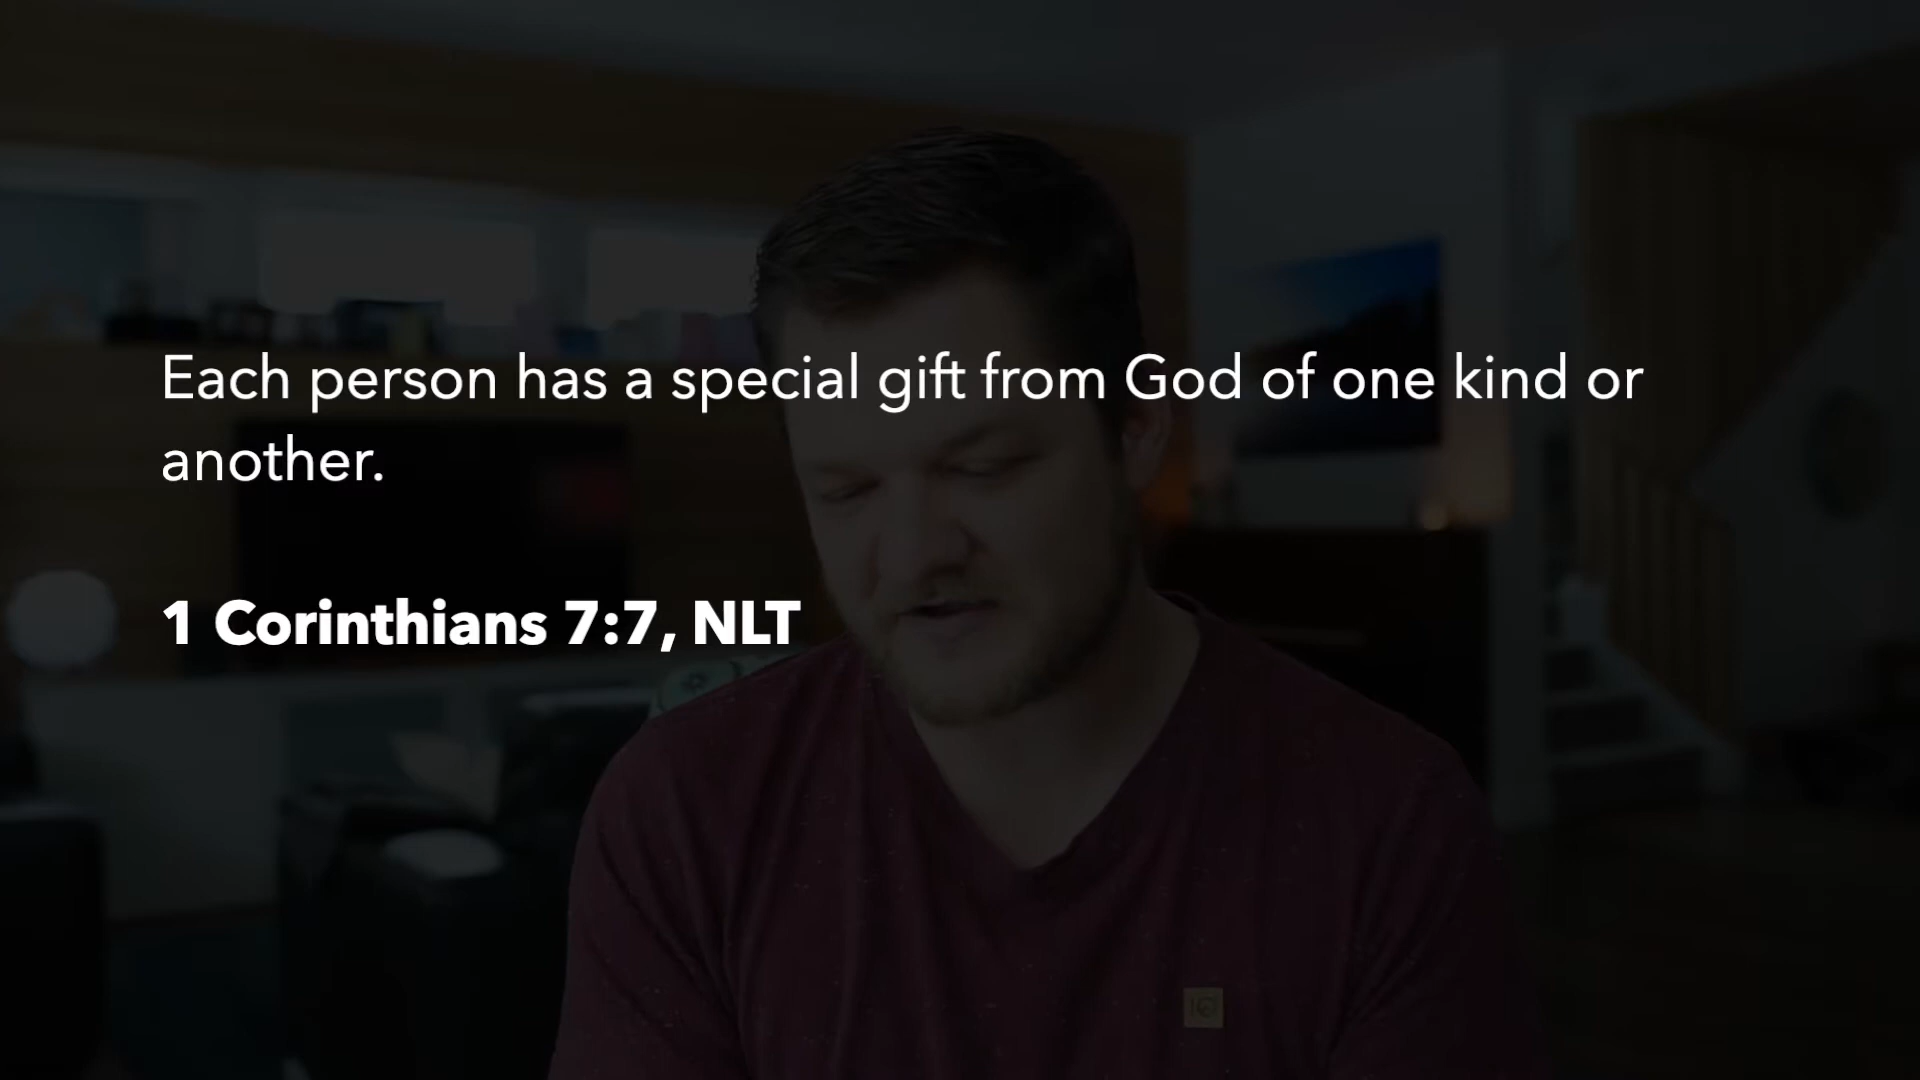 Each person has a special gift from God of one kind or
another.
1 Corinthians 7:7, NLT